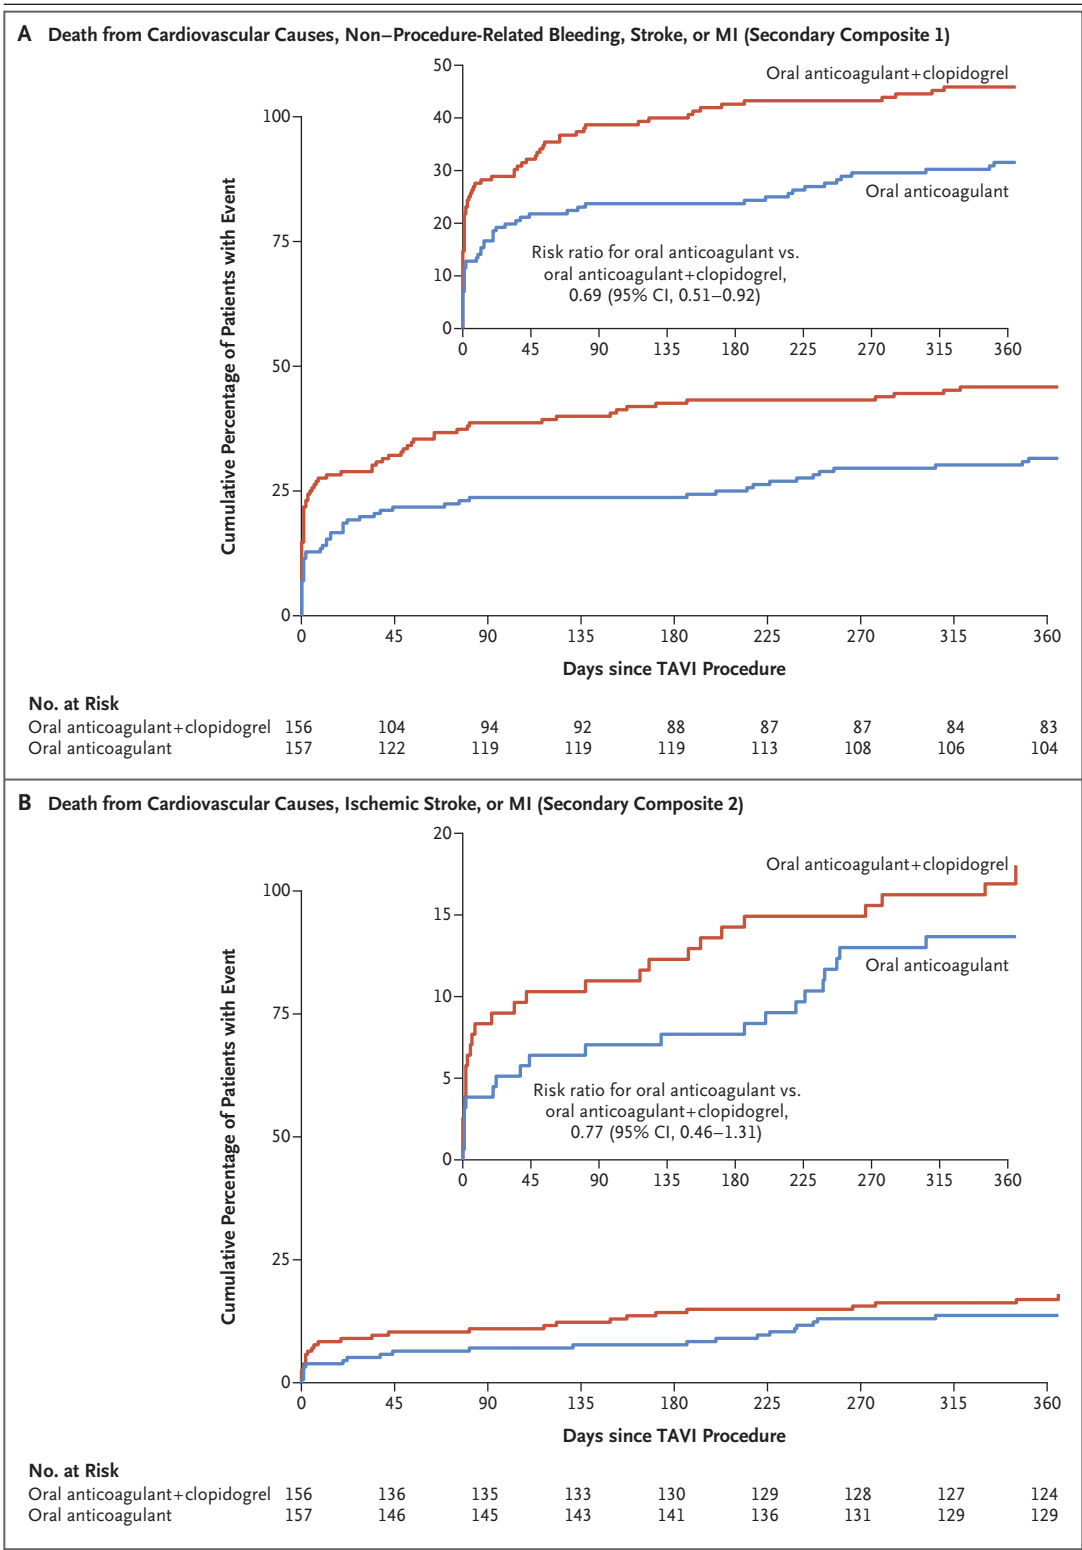 A Death from Cardiovascular Causes, Non–Procedure-Related Bleeding, Stroke, or MI (Secondary Composite 1)
Cumulative Percentage of Patients with Event
100
75
50
25
0
0 45 90 135 180 225 270 315 360
Days since TAVI Procedure
50
40
30
20
10
0
0 45 90 135 180 225 270 315 360
Oral anticoagulant+clopidogrel
Oral anticoagulant
Risk ratio for oral anticoagulant vs.
oral anticoagulant+clopidogrel,
0.69 (95% CI, 0.51–0.92)
No. at Risk
Oral anticoagulant+clopidogrel 156 104 94 92 88 87 87 84 83
Oral anticoagulant 157 122 119 119 119 113 108 106 104
B Death from Cardiovascular Causes, Ischemic Stroke, or MI (Secondary Composite 2)
Cumulative Percentage of Patients with Event
100
75
50
25
0
0 45 90 135 180 225 270 315 360
Days since TAVI Procedure
20
15
10
5
0
0 45 90 135 180 225 270 315 360
Oral anticoagulant+clopidogrel
Oral anticoagulant
Risk ratio for oral anticoagulant vs.
oral anticoagulant+clopidogrel,
0.77 (95% CI, 0.46–1.31)
No. at Risk
Oral anticoagulant+clopidogrel 156 136 135 133 130 129 128 127 124
Oral anticoagulant 157 146 145 143 141 136 131 129 129